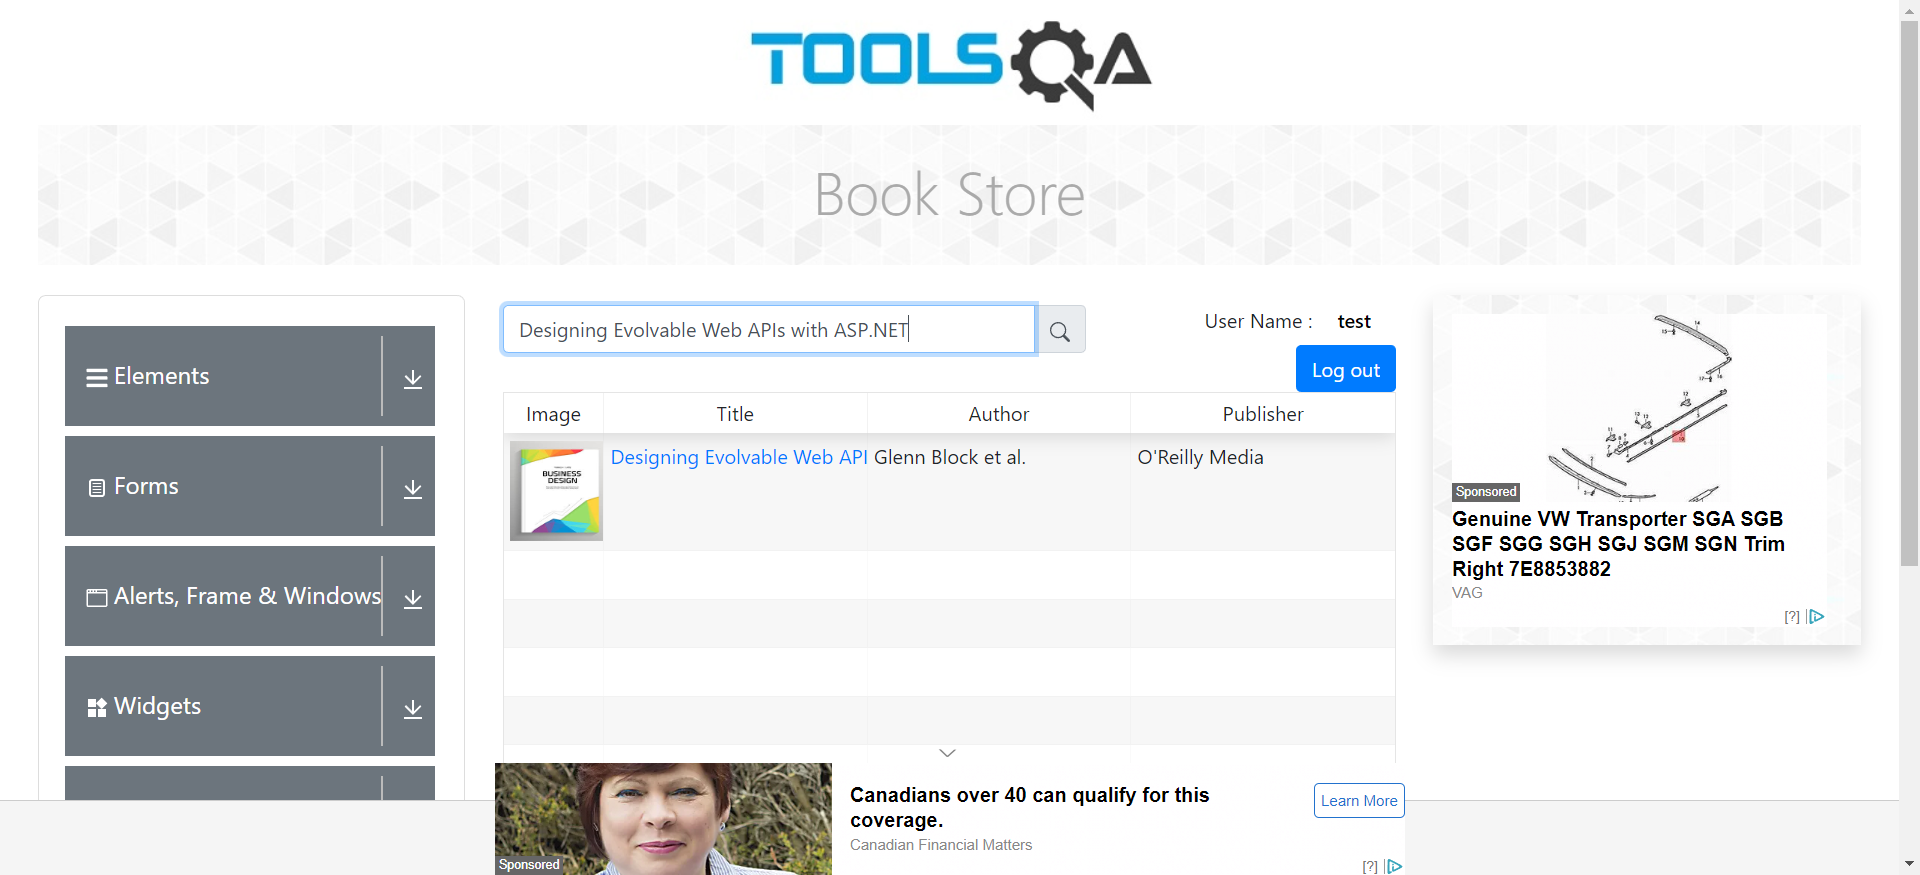 TOOLSQA
Book Store
Elements
Forms
Alerts, Frame & Windows
Widgets
Designing Evolvable Web APIs with ASP.NET
User Name :
test
Log out
Image
Title
Author
Publisher
BUSINESS
DESIGN
Designing Evolvable Web API
Glenn Block et al.
O'Reilly Media
Sponsored
Genuine VW Transporter SGA SGB
SGF SGG SGH SGJ SGM SGN Trim
Right 7E8853882
VAG
[?]
Sponsored
Canadians over 40 can qualify for this
coverage.
Canadian Financial Matters
Learn More
[?]